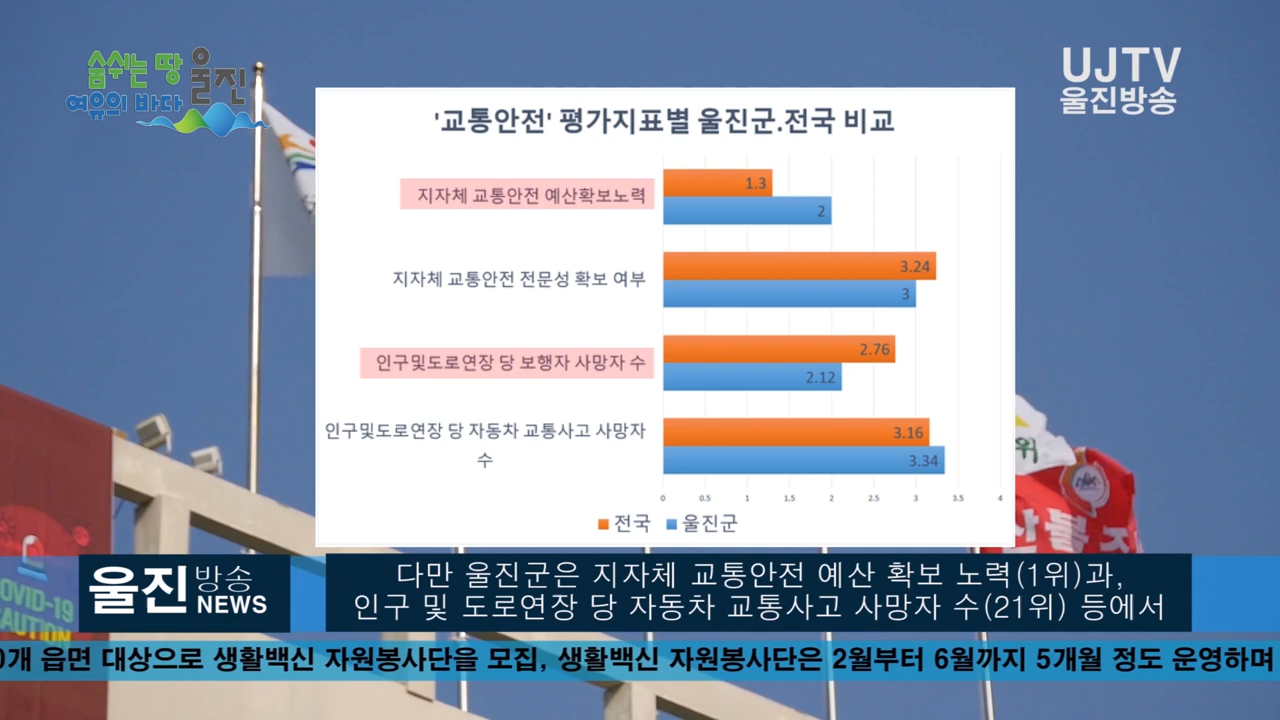 숨쉬는 땅
여유의 바다
울진
UJTV
울진방송
'교통안전' 평가지표별 울진군.전국 비교
지자체 교통안전 예산확보노력
1.3
2
지자체 교통안전 전문성 확보 여부
3.24
3
인구및도로연장 당 보행자 사망자 수
2.76
2.12
인구및도로연장 당 자동차 교통사고 사망자
수
3.16
3.34
0 0.5 1 1.5 2 2.5 3 3.5 4
전국 울진군
위
산불
COVID-19
CAUTION
울진 방송
NEWS
다만 울진군은 지자체 교통안전 예산 확보 노력(1위)과,
인구 및 도로연장 당 자동차 교통사고 사망자 수(21위) 등에서
0개 읍면 대상으로 생활백신 자원봉사단을 모집, 생활백신 자원봉사단은 2월부터 6월까지 5개월 정도 운영하며